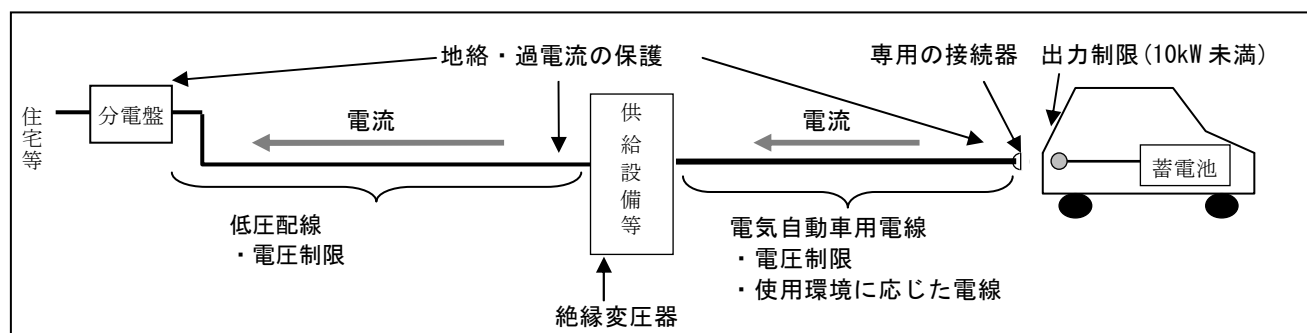 地絡・過電流の保護
専用の接続器
出力制限(10kW 未満)
住宅等
分電盤
電流
供給設備等
電流
蓄電池
低圧配線
・電圧制限
電気自動車用電線
・電圧制限
・使用環境に応じた電線
絶縁変圧器